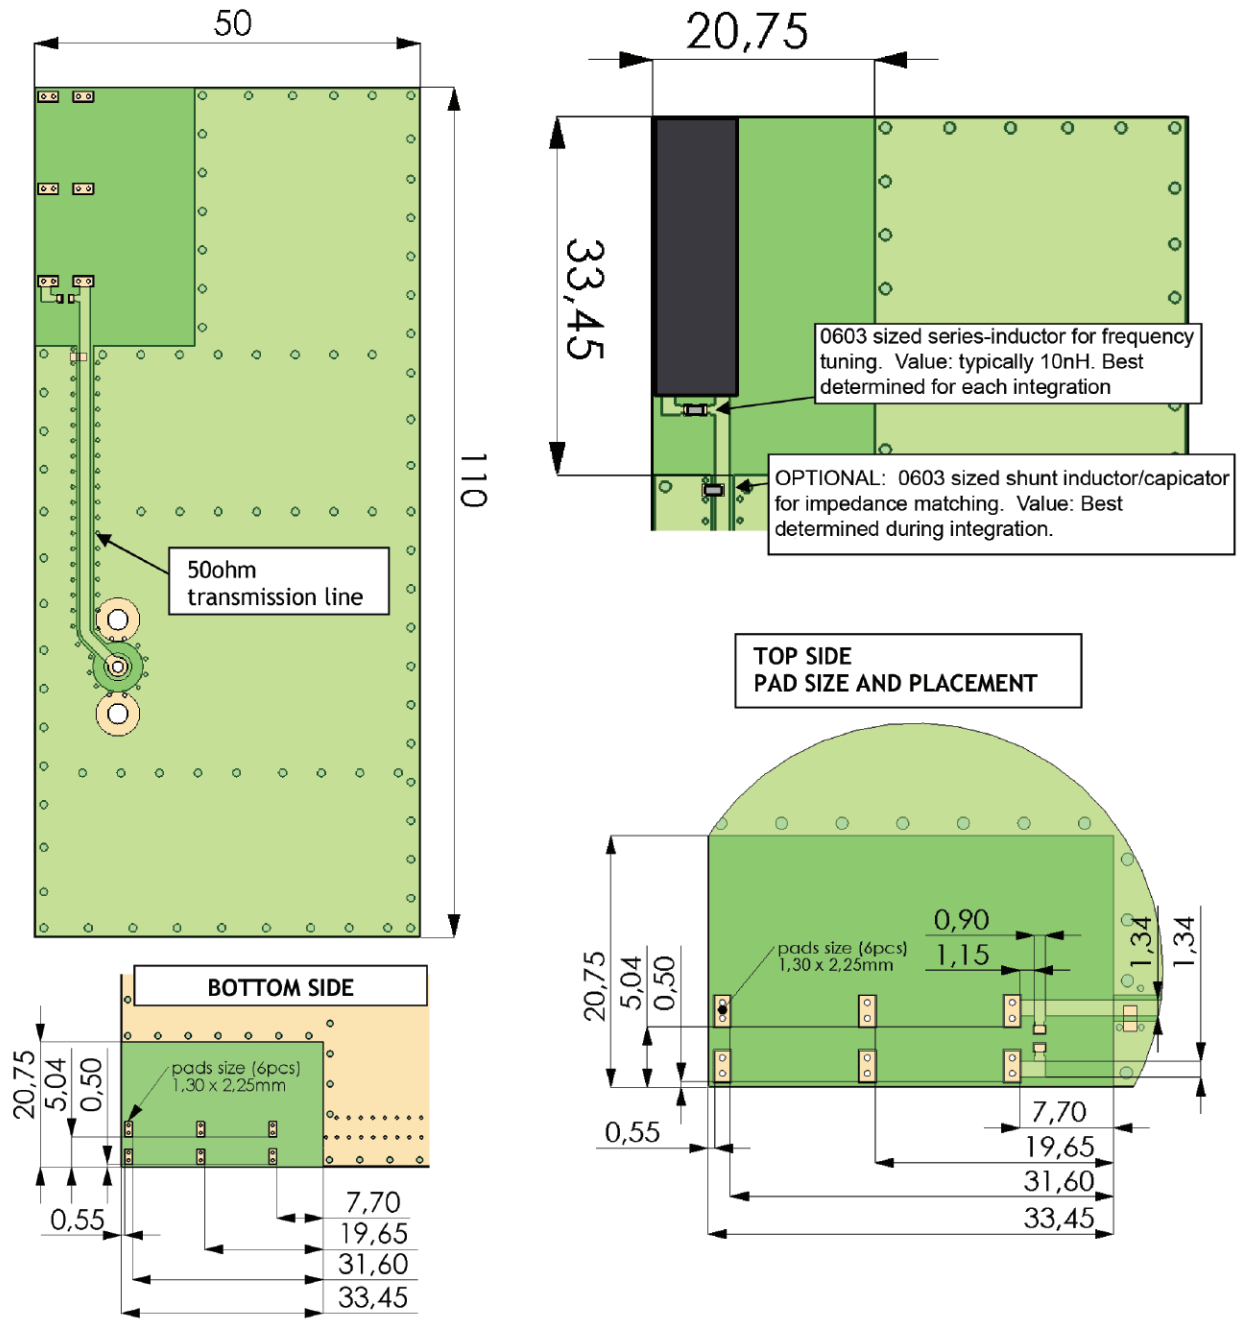 50
110
50ohm
transmission line
20,75
33,45
0603 sized series-inductor for frequency
tuning.  Value: typically 10nH. Best
determined for each integration
OPTIONAL:  0603 sized shunt inductor/capicator
for impedance matching.  Value: Best
determined during integration.
TOP SIDE
PAD SIZE AND PLACEMENT
20,75
5,04
0,50
pads size (6pcs)
1,30 x 2,25mm
0,90
1,15
1,34
1,34
0,55
7,70
19,65
31,60
33,45
BOTTOM SIDE
20,75
5,04
0,50
pads size (6pcs)
1,30 x 2,25mm
0,55
7,70
19,65
31,60
33,45